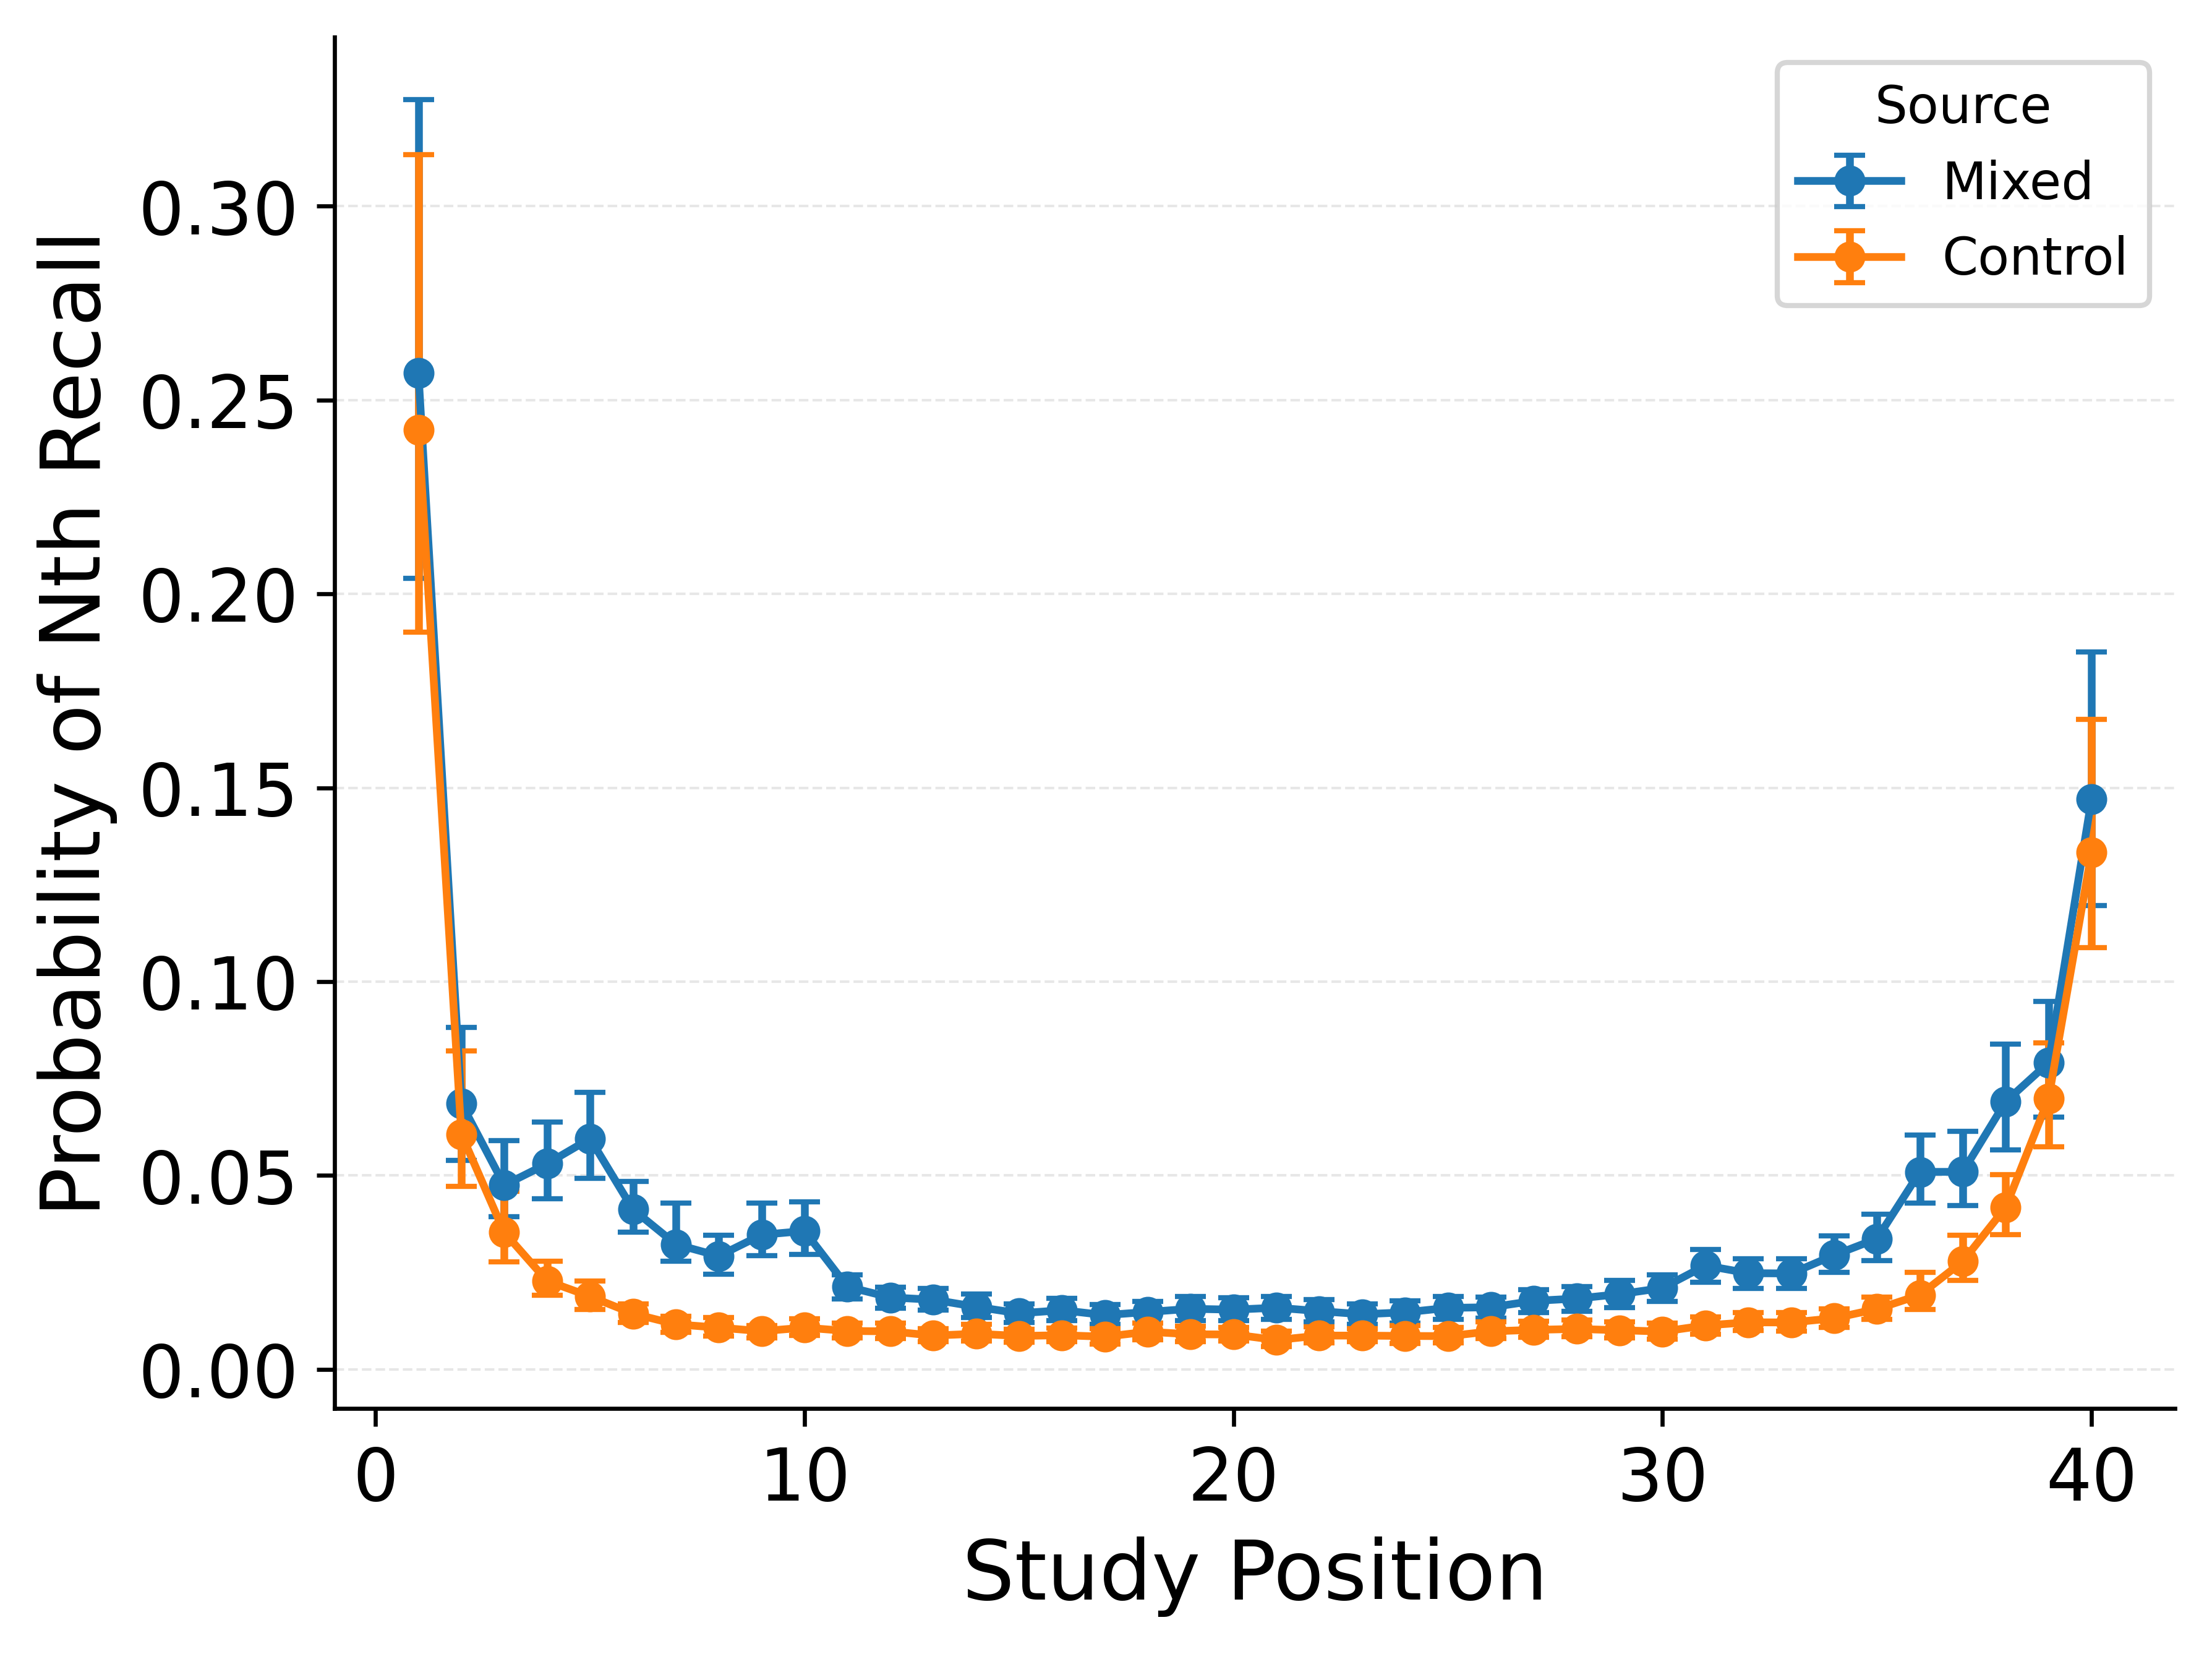 Probability of Nth Recall
0.30
0.25
0.20
0.15
0.10
0.05
0.00
0 10 20 30 40
Study Position
Source
Mixed
Control